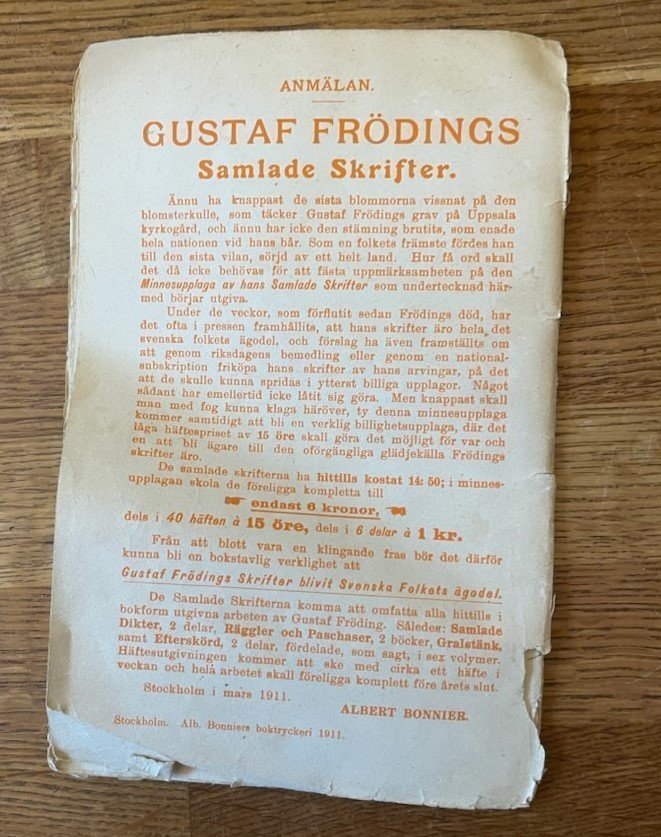 ANMÄLAN.
GUSTAF FRÖDINGS
Samlade Skrifter.
Ännu ha knappast de sista blommorna vissnat på den
blomsterkulle, som täcker Gustaf Frödings grav på Uppsala
kyrkogård, och ännu har icke den stämning brutits, som enade
hela nationen vid hans bår. Som en folkets främste fördes han
till den sista vilan, sörjd av ett helt land. Hur få ord skall
det då icke behövas för att fästa uppmärksamheten på den
Minnesupplaga av hans Samlade Skrifter som undertecknad här-
med börjar utgiva.
Under de veckor, som förflutit sedan Frödings död, har
det ofta i pressen framhållits, att hans skrifter äro hela det
svenska folkets ägodel, och förslag ha även framställts om
att genom riksdagens bemedling eller genom en national-
subskription friköpa hans skrifter av hans arvingar, på det
att de skulle kunna spridas i ytterst billiga upplagor. Något
sådant har emellertid icke låtit sig göra. Men knappast skall
man med fog kunna klaga häröver, ty denna minnesupplaga
kommer samtidigt att bli en verklig billighetsupplaga, där det
låga häftespriset av 15 öre skall göra det möjligt för var och
en att bli ägare till den oförgängliga glädjekälla Frödings
skrifter äro.
De samlade skrifterna ha hittills kostat 14: 50; i minnes-
upplagan skola de föreligga kompletta till
endast 6 kronor,
dels i 40 häften à 15 öre, dels i 6 delar à 1 kr.
Från att blott vara en klingande fras bör det därför
kunna bli en bokstavlig verklighet att
Gustaf Frödings Skrifter blivit Svenska Folkets ägodel.
De Samlade Skrifterna komma att omfatta alla hittills i
bokform utgivna arbeten av Gustaf Fröding. Således: Samlade
Dikter, 2 delar, Räggler och Paschaser, 2 böcker, Gralstänk,
samt Efterskörd, 2 delar, fördelade, som sagt, i sex volymer.
Häftesutgivningen kommer att ske med cirka ett häfte i
veckan och hela arbetet skall föreligga komplett före årets slut.
Stockholm i mars 1911.
ALBERT BONNIER.
Stockholm. Alb. Bonniers boktryckeri 1911.